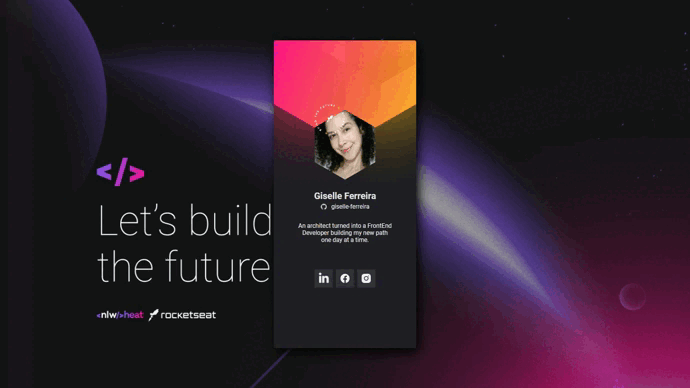 </>
Let's build
the future
<nlw/>heat
rocketseat
Giselle Ferreira
giselle-ferreira
An architect turned into a FrontEnd
Developer building my new path
one day at a time.
in